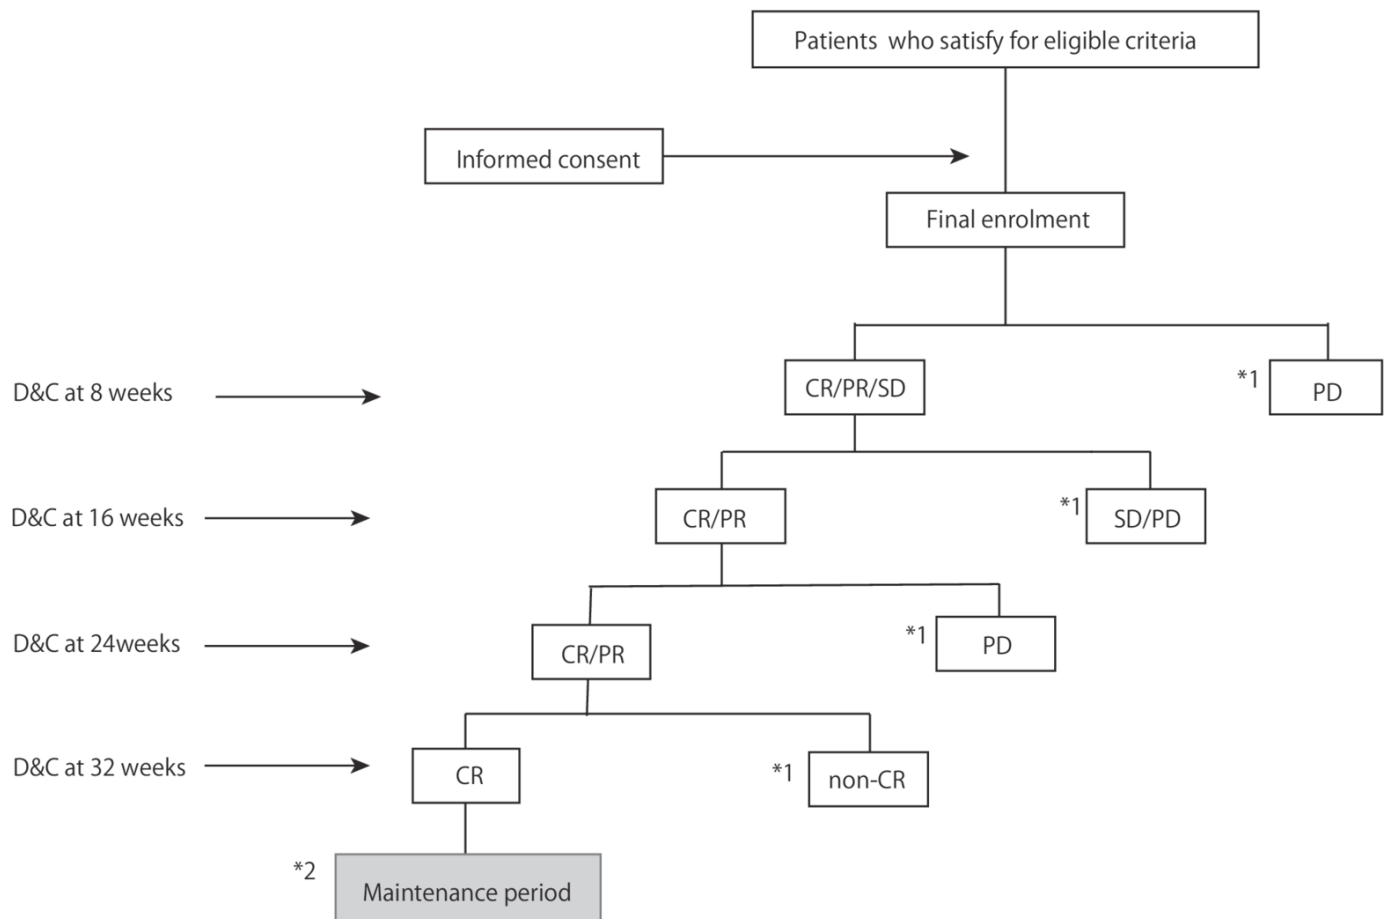 Patients who satisfy for eligible criteria
Informed consent
Final enrolment
D&C at 8 weeks
CR/PR/SD
*1
PD
D&C at 16 weeks
CR/PR
*1
SD/PD
D&C at 24weeks
CR/PR
*1
PD
D&C at 32 weeks
CR
*1
non-CR
*2
Maintenance period